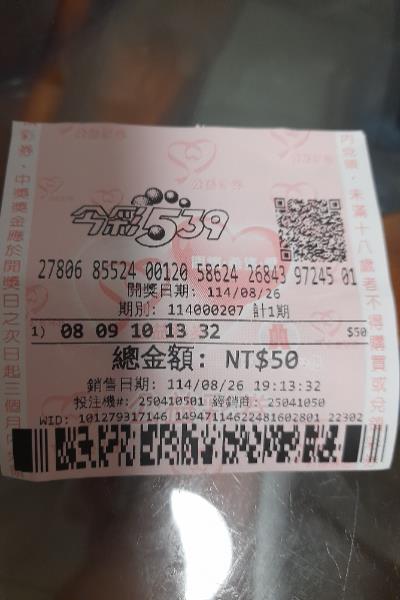 今彩539
27806 85524 00120 58624 26843 97245 01
開獎日期: 114/08/26
期別: 114000207 計1期
1) 08 09 10 13 32 $50
總金額: NT$50
銷售日期: 114/08/26 19:13:32
投注機#: 250410501 經銷商: 25041050
WID: 101279317146 14947114622481602801 22302
彩券，中獎獎金應於開獎日之次日起三個月
內兌領，未滿十八歲者不得購買或兌領
公益彩券